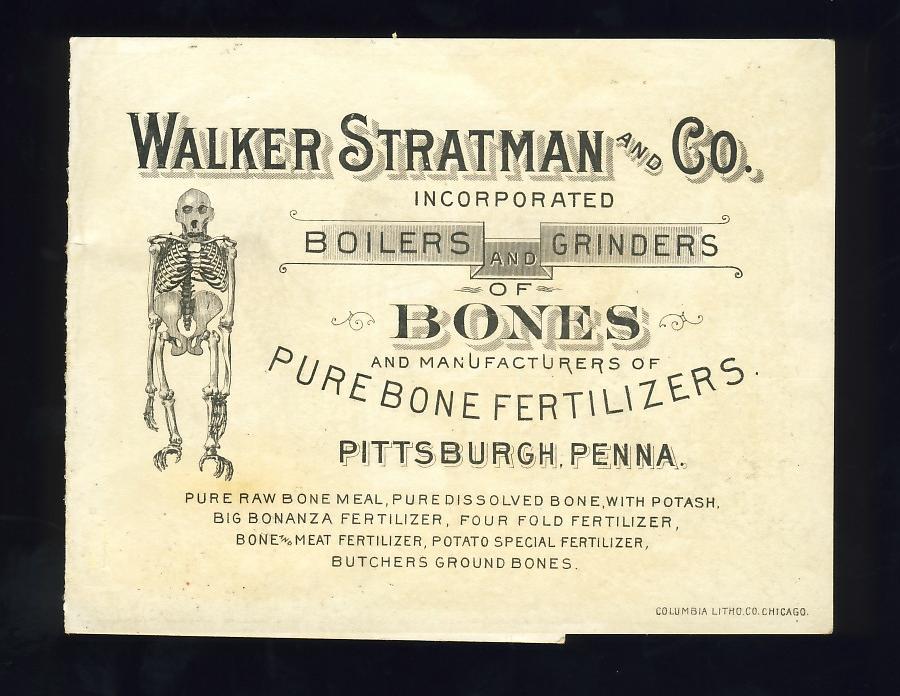 WALKER STRATMAN AND CO.
INCORPORATED
BOILERS AND GRINDERS
OF
BONES
AND MANUFACTURERS OF
PURE BONE FERTILIZERS.
PITTSBURGH, PENNA.
PURE RAW BONE MEAL, PURE DISSOLVED BONE, WITH POTASH,
BIG BONANZA FERTILIZER, FOUR FOLD FERTILIZER,
BONE AND MEAT FERTILIZER, POTATO SPECIAL FERTILIZER,
BUTCHERS GROUND BONES.
COLUMBIA LITHO. CO. CHICAGO.